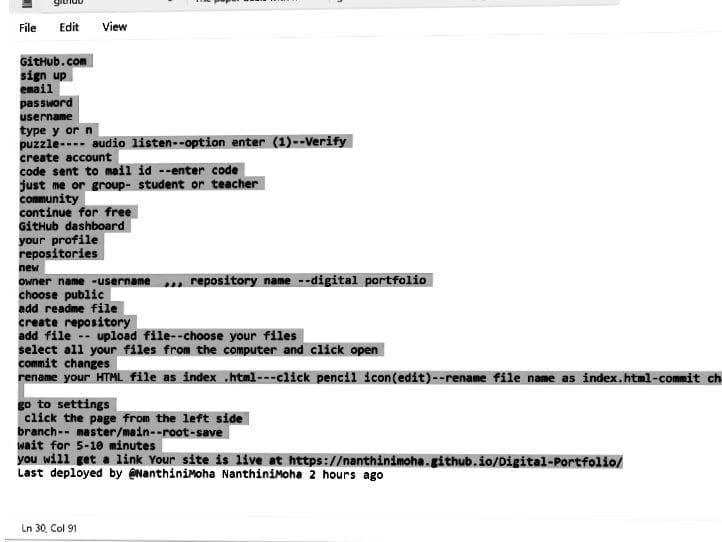 github
File Edit View
GitHub.com
sign up
email
password
username
type y or n
puzzle---- audio listen--option enter (1)--Verify
create account
code sent to mail id --enter code
just me or group- student or teacher
community
continue for free
GitHub dashboard
your profile
repositories
new
owner name -username ,,, repository name --digital portfolio
choose public
add readme file
create repository
add file -- upload file--choose your files
select all your files from the computer and click open
commit changes
rename your HTML file as index .html---click pencil icon(edit)--rename file name as index.html-commit ch
go to settings
click the page from the left side
branch-- master/main--root-save
wait for 5-10 minutes
you will get a link Your site is live at https://nanthinimoha.github.io/Digital-Portfolio/
Last deployed by @NanthiniMoha NanthiniMoha 2 hours ago
Ln 30, Col 91